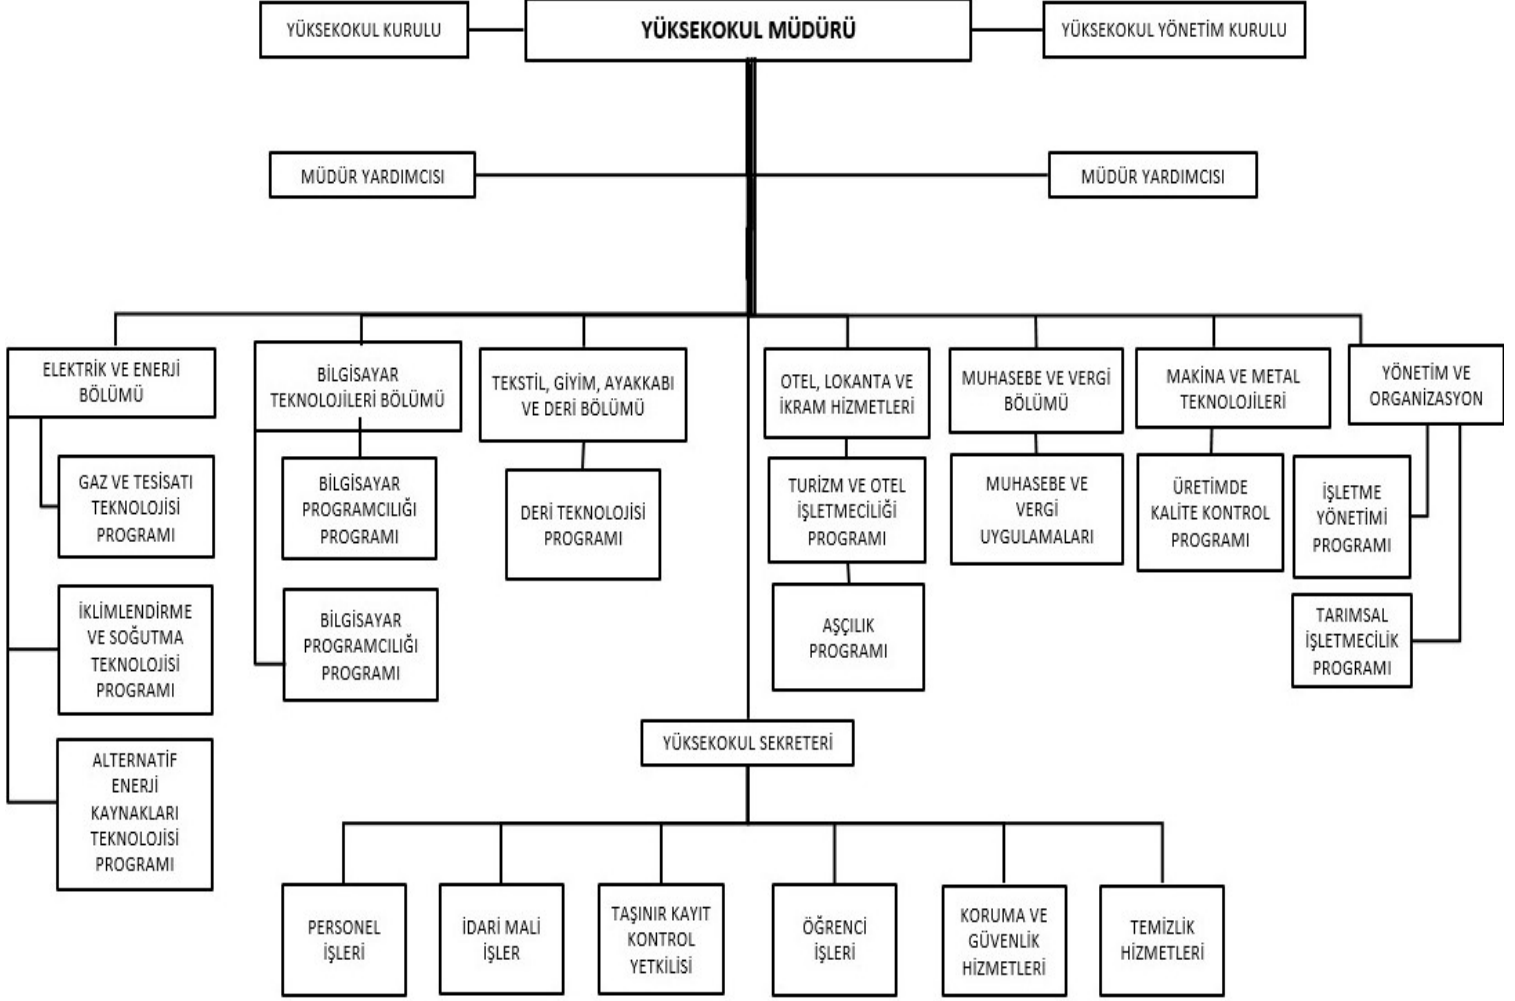 YÜKSEKOKUL KURULU
YÜKSEKOKUL MÜDÜRÜ
YÜKSEKOKUL YÖNETİM KURULU
MÜDÜR YARDIMCISI
MÜDÜR YARDIMCISI
ELEKTRİK VE ENERJİ
BÖLÜMÜ
GAZ VE TESİSATI
TEKNOLOJİSİ
PROGRAMI
İKLİMLENDİRME
VE SOĞUTMA
TEKNOLOJİSİ
PROGRAMI
ALTERNATİF
ENERJİ
KAYNAKLARI
TEKNOLOJİSİ
PROGRAMI
BİLGİSAYAR
TEKNOLOJİLERİ BÖLÜMÜ
BİLGİSAYAR
PROGRAMCILIĞI
PROGRAMI
BİLGİSAYAR
PROGRAMCILIĞI
PROGRAMI
TEKSTİL, GİYİM, AYAKKABI
VE DERİ BÖLÜMÜ
DERİ TEKNOLOJİSİ
PROGRAMI
OTEL, LOKANTA VE
İKRAM HİZMETLERİ
TURİZM VE OTEL
İŞLETMECİLİĞİ
PROGRAMI
AŞÇILIK
PROGRAMI
MUHASEBE VE VERGİ
BÖLÜMÜ
MUHASEBE VE
VERGİ
UYGULAMALARI
MAKİNA VE METAL
TEKNOLOJİLERİ
ÜRETİMDE
KALİTE KONTROL
PROGRAMI
YÖNETİM VE
ORGANİZASYON
İŞLETME
YÖNETİMİ
PROGRAMI
TARIMSAL
İŞLETMECİLİK
PROGRAMI
YÜKSEKOKUL SEKRETERİ
PERSONEL
İŞLERİ
İDARİ MALİ
İŞLER
TAŞINIR KAYIT
KONTROL
YETKİLİSİ
ÖĞRENCİ
İŞLERİ
KORUMA VE
GÜVENLİK
HİZMETLERİ
TEMİZLİK
HİZMETLERİ